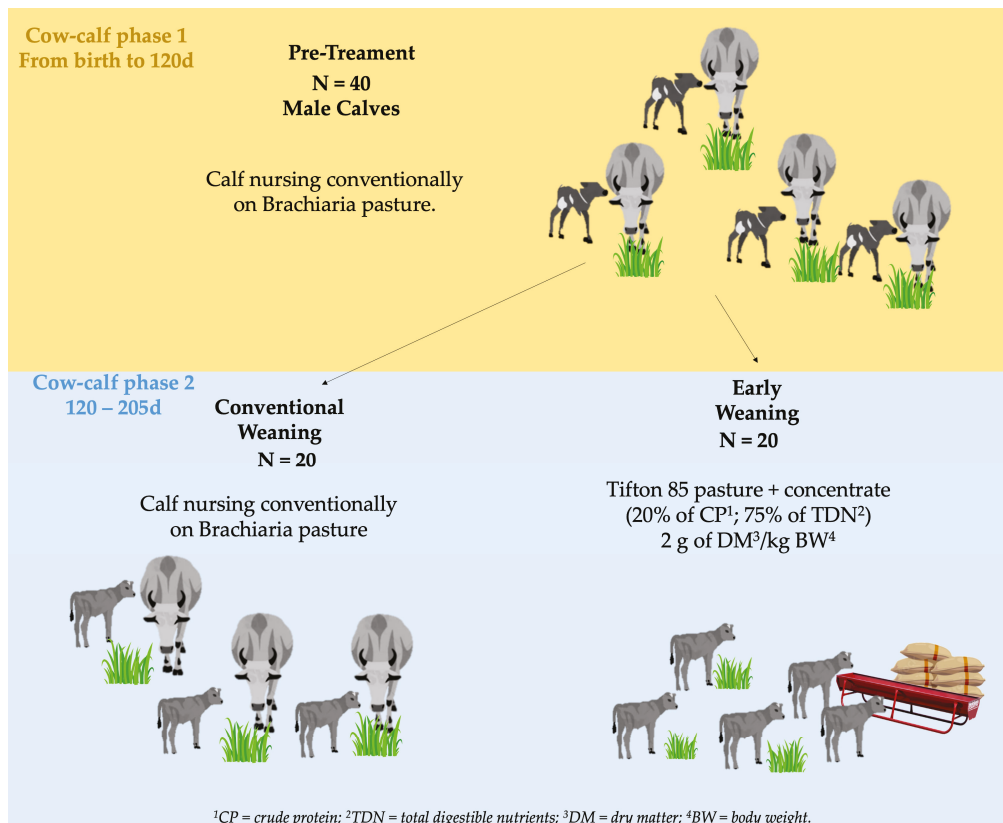 Cow-calf phase 1
From birth to 120d
Pre-Treament
N = 40
Male Calves
Calf nursing conventionally
on Brachiaria pasture.
Cow-calf phase 2
120 – 205d
Conventional
Weaning
N = 20
Calf nursing conventionally
on Brachiaria pasture
Early
Weaning
N = 20
Tifton 85 pasture + concentrate
(20% of CP¹; 75% of TDN²)
2 g of DM³/kg BW⁴
¹CP = crude protein; ²TDN = total digestible nutrients; ³DM = dry matter; ⁴BW = body weight.